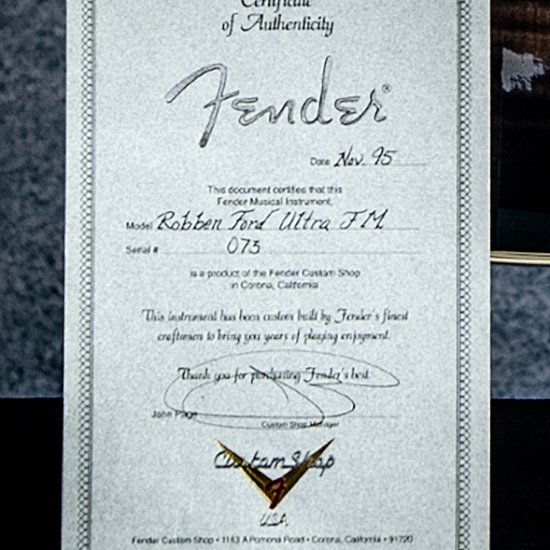 Certificate
of Authenticity
Fender®
Date Nov. 95
This document certifies that this
Fender Musical Instrument,
Model Robben Ford Ultra FM
Serial # 073
is a product of the Fender Custom Shop
in Corona, California
This instrument has been custom built by Fender's finest
craftsmen to bring you years of playing enjoyment.
Thank you for purchasing Fender's best.
John Page
Custom Shop Manager
Custom Shop
USA
Fender Custom Shop • 1163 A Pomona Road • Corona, California • 91720